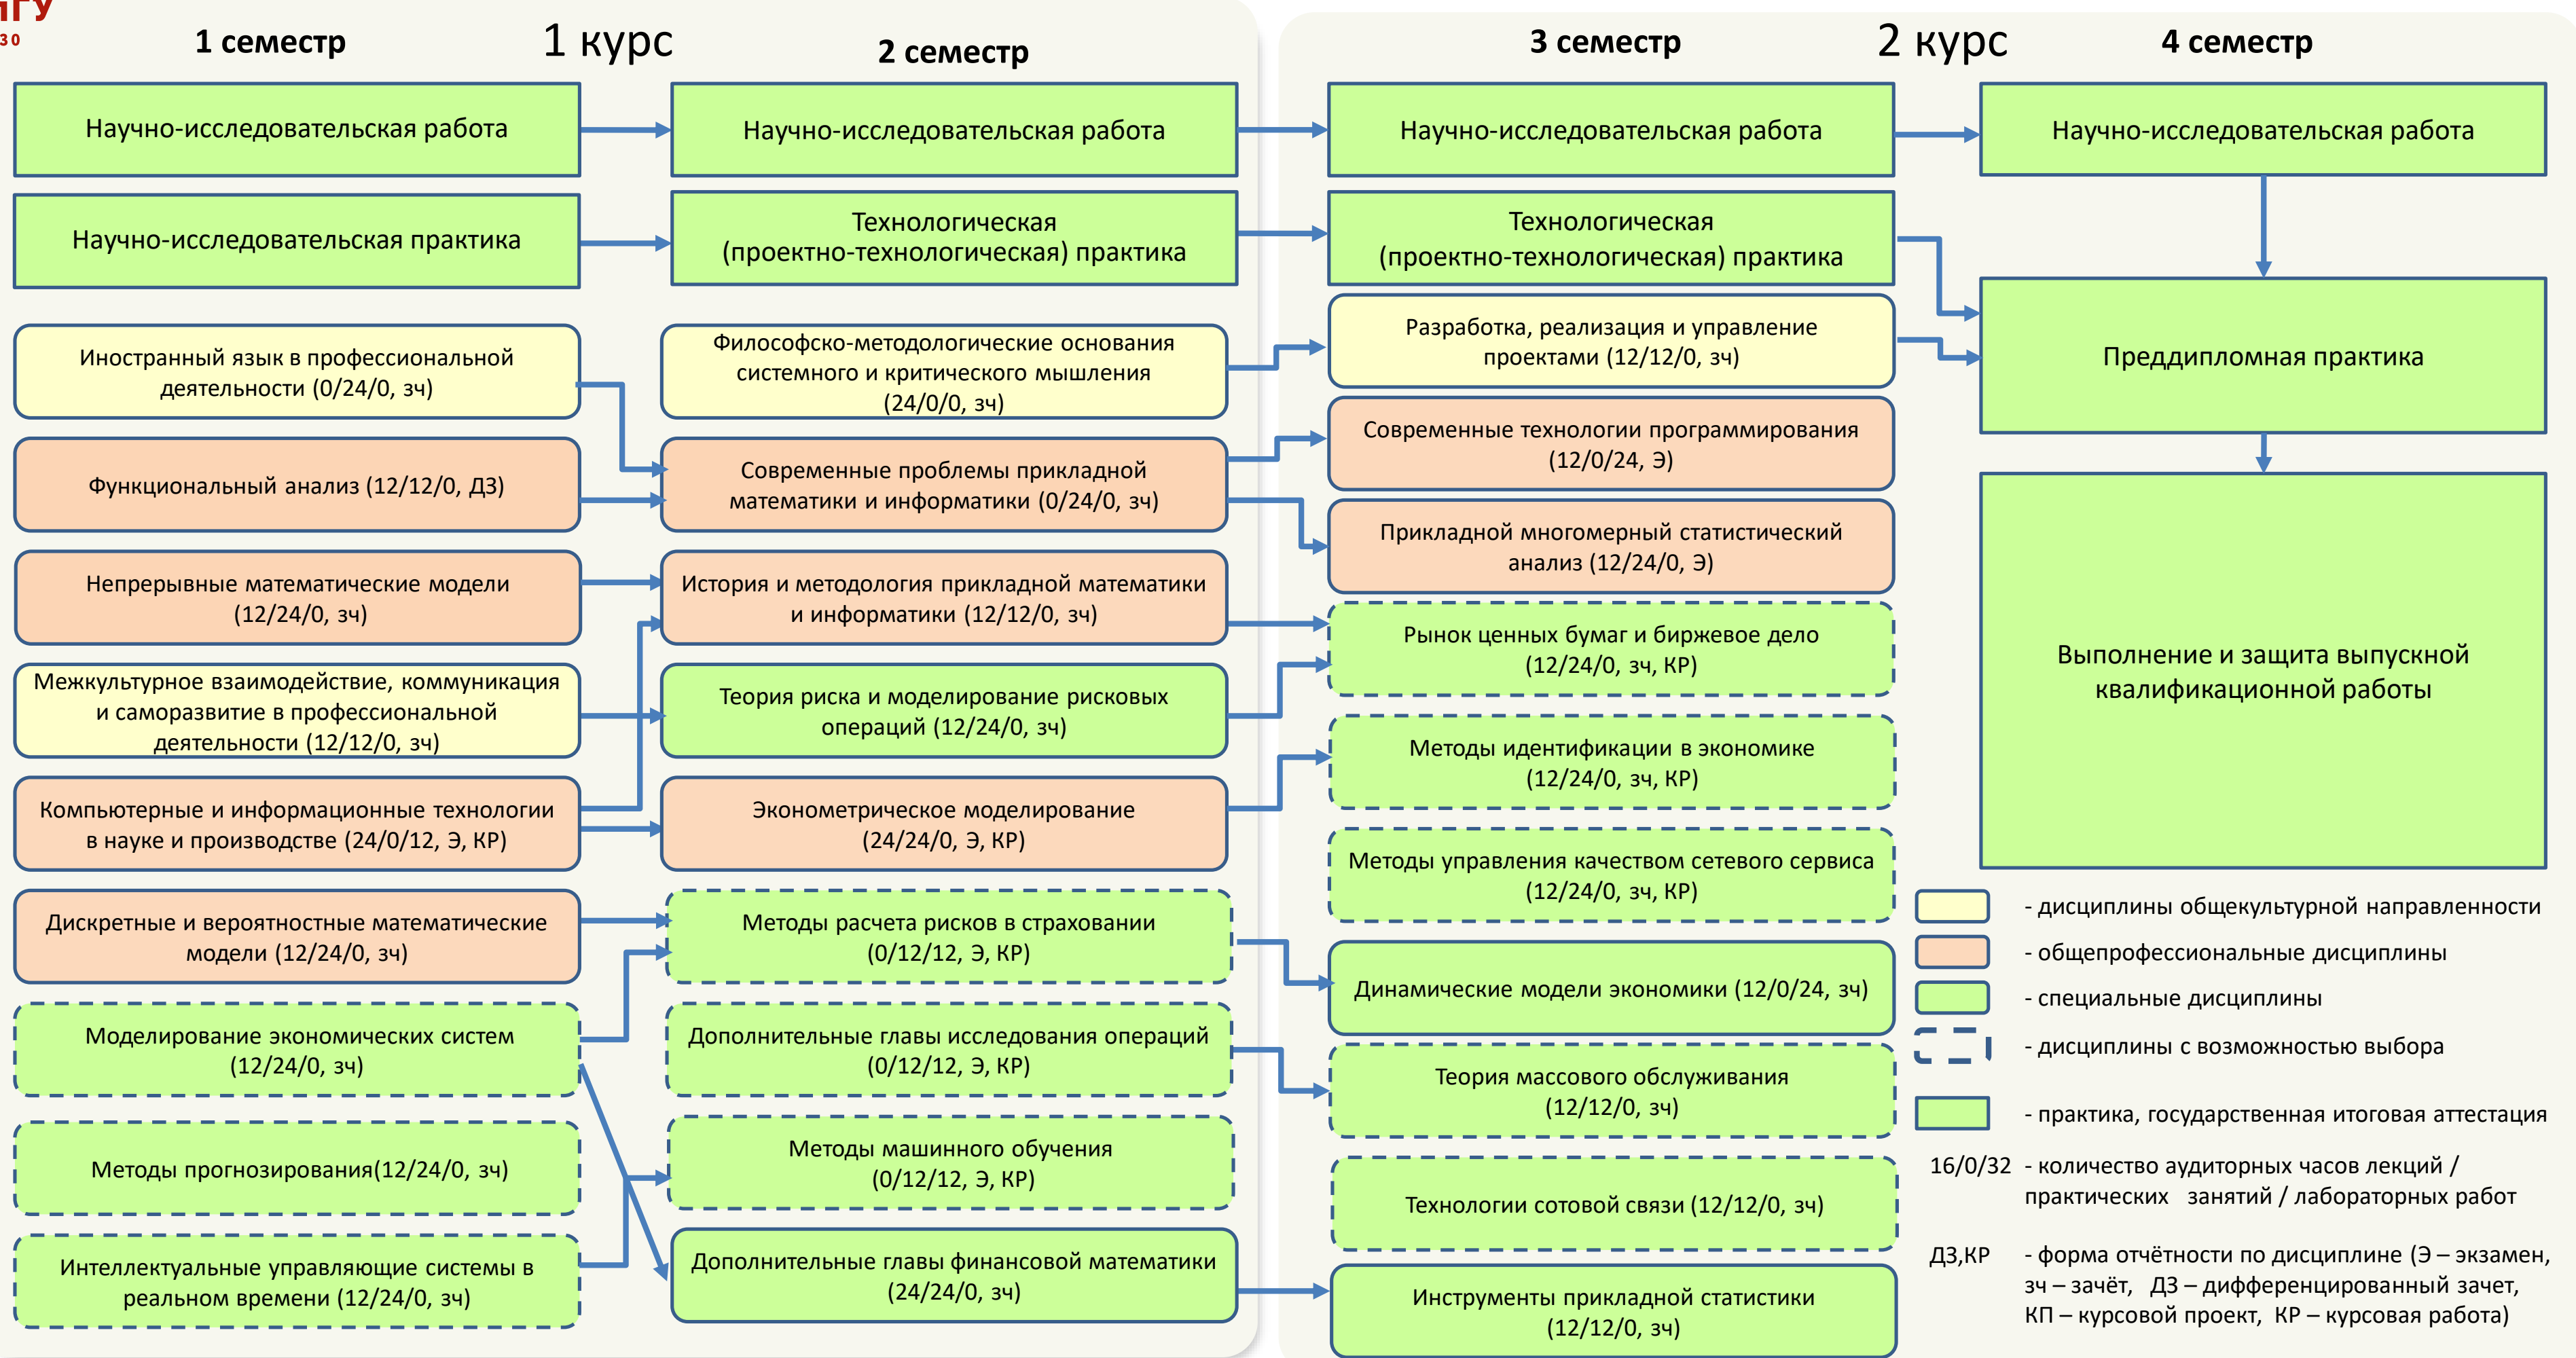 1 семестр
1 курс
2 семестр
3 семестр
2 курс
4 семестр
Научно-исследовательская работа
Научно-исследовательская практика
Иностранный язык в профессиональной
деятельности (0/24/0, зч)
Функциональный анализ (12/12/0, ДЗ)
Непрерывные математические модели
(12/24/0, зч)
Межкультурное взаимодействие, коммуникация
и саморазвитие в профессиональной
деятельности (12/12/0, зч)
Компьютерные и информационные технологии
в науке и производстве (24/0/12, Э, КР)
Дискретные и вероятностные математические
модели (12/24/0, зч)
Моделирование экономических систем
(12/24/0, зч)
Методы прогнозирования(12/24/0, зч)
Интеллектуальные управляющие системы в
реальном времени (12/24/0, зч)
Научно-исследовательская работа
Технологическая
(проектно-технологическая) практика
Философско-методологические основания
системного и критического мышления
(24/0/0, зч)
Современные проблемы прикладной
математики и информатики (0/24/0, зч)
История и методология прикладной математики
и информатики (12/12/0, зч)
Теория риска и моделирование рисковых
операций (12/24/0, зч)
Эконометрическое моделирование
(24/24/0, Э, КР)
Методы расчета рисков в страховании
(0/12/12, Э, КР)
Дополнительные главы исследования операций
(0/12/12, Э, КР)
Методы машинного обучения
(0/12/12, Э, КР)
Дополнительные главы финансовой математики
(24/24/0, зч)
Научно-исследовательская работа
Технологическая
(проектно-технологическая) практика
Разработка, реализация и управление
проектами (12/12/0, зч)
Современные технологии программирования
(12/0/24, Э)
Прикладной многомерный статистический
анализ (12/24/0, Э)
Рынок ценных бумаг и биржевое дело
(12/24/0, зч, КР)
Методы идентификации в экономике
(12/24/0, зч, КР)
Методы управления качеством сетевого сервиса
(12/24/0, зч, КР)
Динамические модели экономики (12/0/24, зч)
Теория массового обслуживания
(12/12/0, зч)
Технологии сотовой связи (12/12/0, зч)
Инструменты прикладной статистики
(12/12/0, зч)
Научно-исследовательская работа
Преддипломная практика
Выполнение и защита выпускной
квалификационной работы
- дисциплины общекультурной направленности
- общепрофессиональные дисциплины
- специальные дисциплины
- дисциплины с возможностью выбора
- практика, государственная итоговая аттестация
16/0/32 - количество аудиторных часов лекций /
практических занятий / лабораторных работ
ДЗ,КР - форма отчётности по дисциплине (Э – экзамен,
зч – зачёт, ДЗ – дифференцированный зачет,
КП – курсовой проект, КР – курсовая работа)